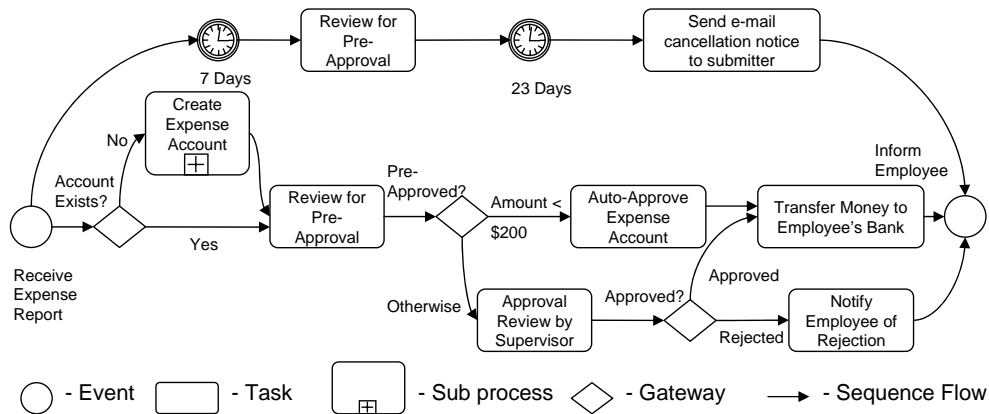 Review for
Pre-
Approval
7 Days
23 Days
Send e-mail
cancellation notice
to submitter
Create
Expense
Account
No
Account
Exists?
Yes
Receive
Expense
Report
Review for
Pre-
Approval
Pre-
Approved?
Amount <
$200
Otherwise
Auto-Approve
Expense
Account
Approval
Review by
Supervisor
Approved?
Approved
Rejected
Transfer Money to
Employee's Bank
Notify
Employee of
Rejection
Inform
Employee
- Event
- Task
- Sub process
- Gateway
- Sequence Flow